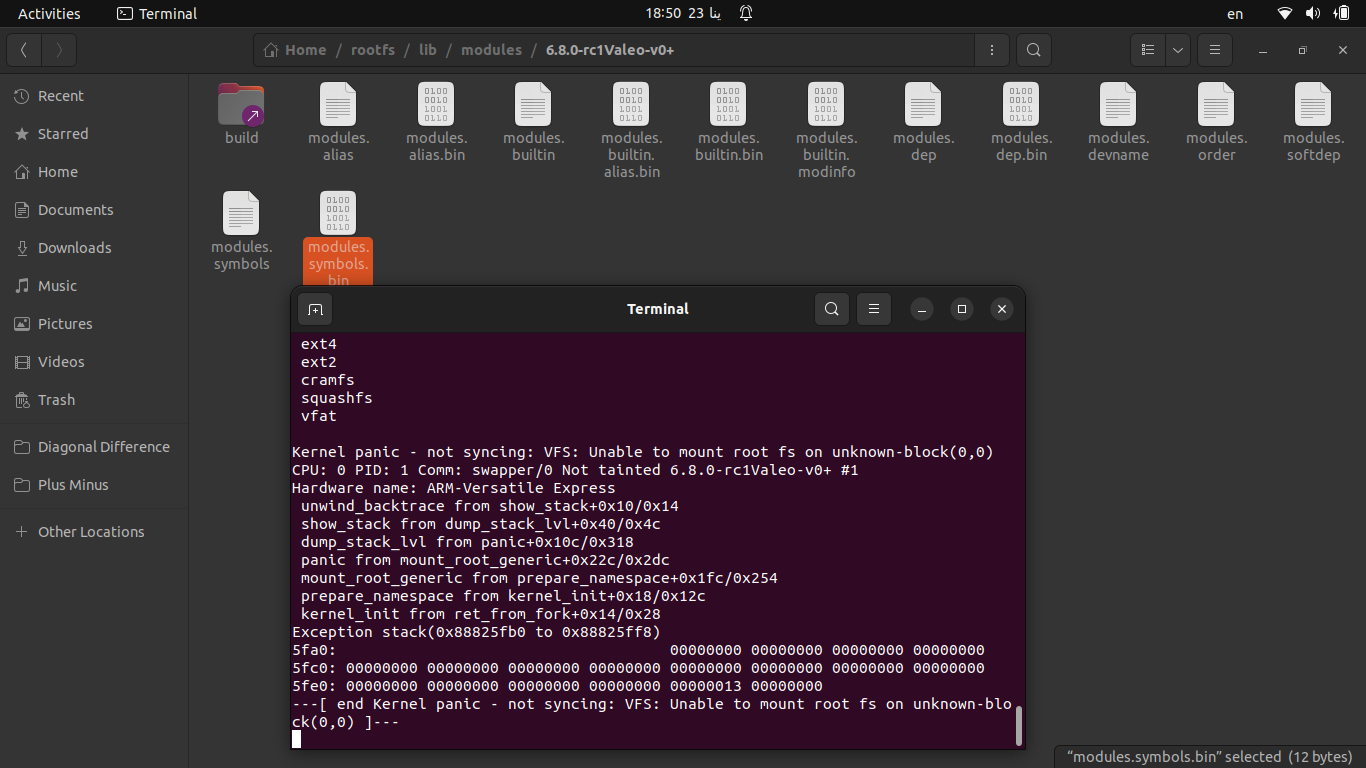 Activities
Terminal
18:50 23 ينا
en
Home / rootfs / lib / modules / 6.8.0-rc1Valeo-v0+
Recent
Starred
Home
Documents
Downloads
Music
Pictures
Videos
Trash
Diagonal Difference
Plus Minus
Other Locations
build
modules.
alias
modules.
alias.bin
modules.
builtin
modules.
builtin.
alias.bin
modules.
builtin.bin
modules.
builtin.
modinfo
modules.
dep
modules.
dep.bin
modules.
devname
modules.
order
modules.
softdep
modules.
symbols
modules.
symbols.
bin
Terminal
ext4
ext2
cramfs
squashfs
vfat
Kernel panic - not syncing: VFS: Unable to mount root fs on unknown-block(0,0)
CPU: 0 PID: 1 Comm: swapper/0 Not tainted 6.8.0-rc1Valeo-v0+ #1
Hardware name: ARM-Versatile Express
unwind_backtrace from show_stack+0x10/0x14
show_stack from dump_stack_lvl+0x40/0x4c
dump_stack_lvl from panic+0x10c/0x318
panic from mount_root_generic+0x22c/0x2dc
mount_root_generic from prepare_namespace+0x1fc/0x254
prepare_namespace from kernel_init+0x18/0x12c
kernel_init from ret_from_fork+0x14/0x28
Exception stack(0x88825fb0 to 0x88825ff8)
5fa0: 00000000 00000000 00000000 00000000
5fc0: 00000000 00000000 00000000 00000000 00000000 00000000 00000000 00000000
5fe0: 00000000 00000000 00000000 00000000 00000013 00000000
---[ end Kernel panic - not syncing: VFS: Unable to mount root fs on unknown-blo
ck(0,0) ]---
“modules.symbols.bin” selected (12 bytes)